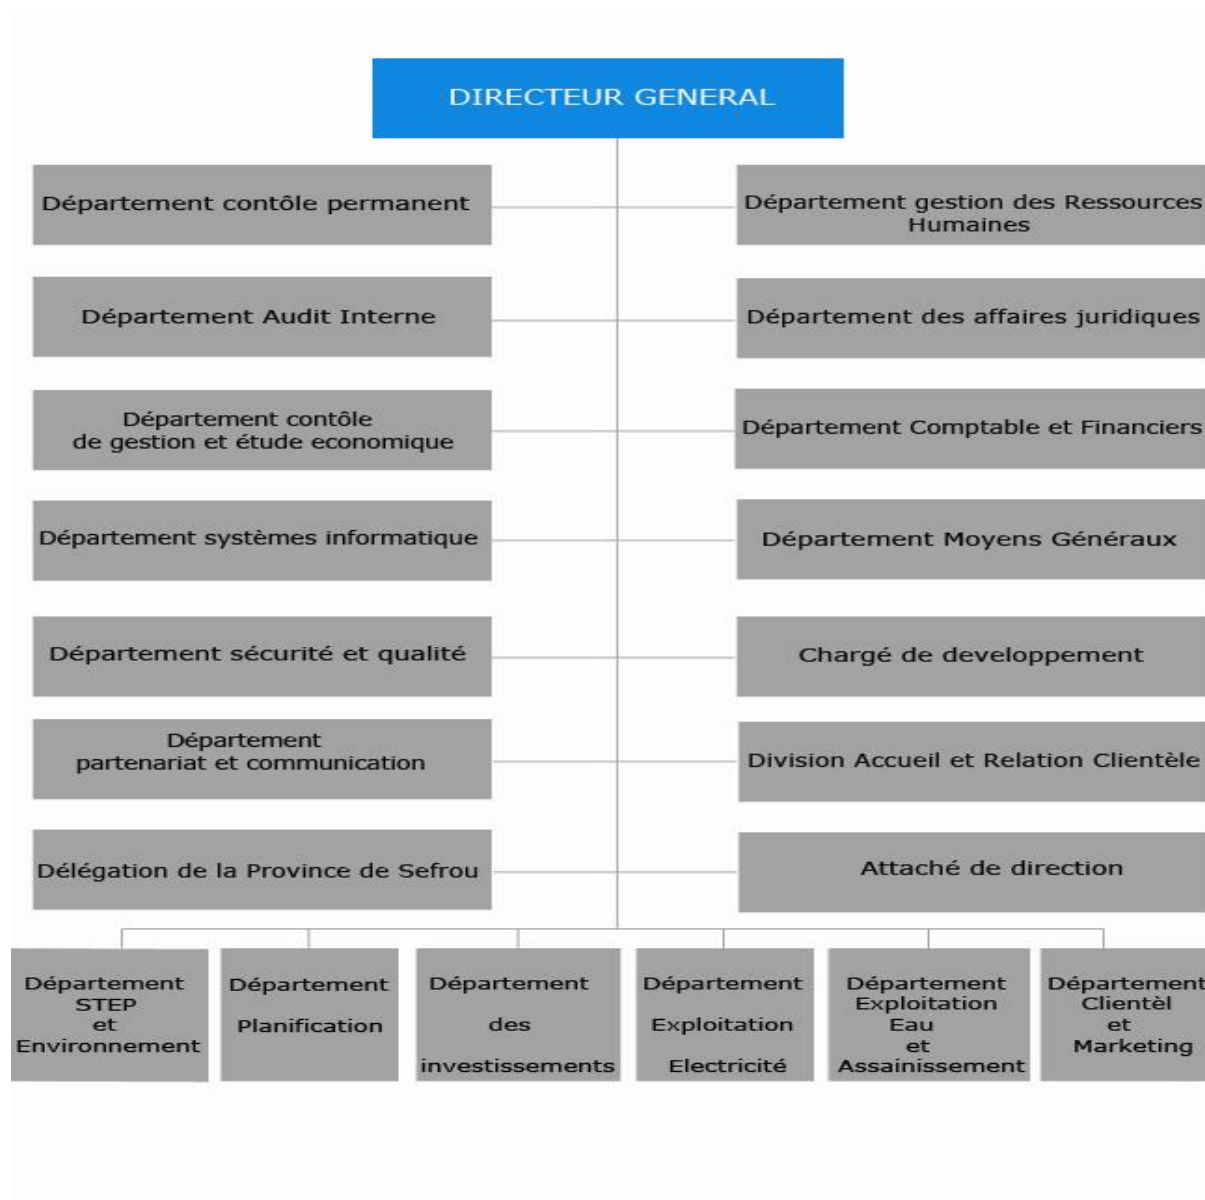 DIRECTEUR GENERAL
Département contôle permanent
Département gestion des Ressources
Humaines
Département Audit Interne
Département des affaires juridiques
Département contôle
de gestion et étude economique
Département Comptable et Financiers
Département systèmes informatique
Département Moyens Généraux
Département sécurité et qualité
Chargé de developpement
Département
partenariat et communication
Division Accueil et Relation Clientèle
Délégation de la Province de Sefrou
Attaché de direction
Département
STEP
et
Environnement
Département
Planification
Département
des
investissements
Département
Exploitation
Electricité
Département
Exploitation
Eau
et
Assainissement
Département
Clientèl
et
Marketing